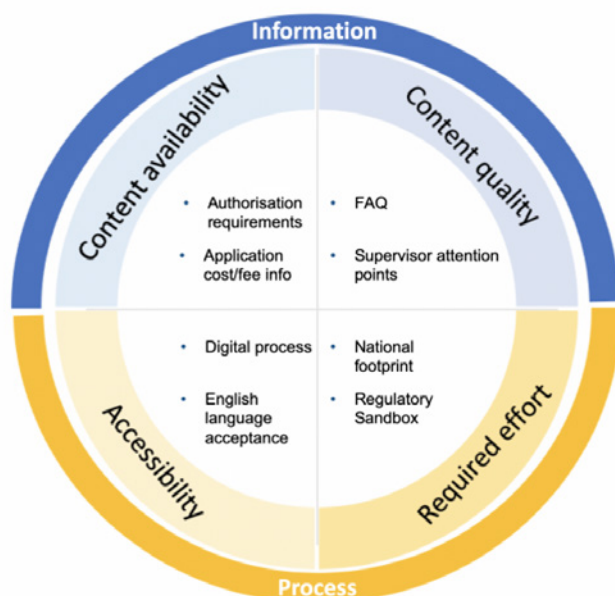 Information
Content availability
Content quality
• Authorisation
requirements
• Application
cost/fee info
• FAQ
• Supervisor attention
points
• Digital process
• English
language
acceptance
• National
footprint
• Regulatory
Sandbox
Accessibility
Required effort
Process